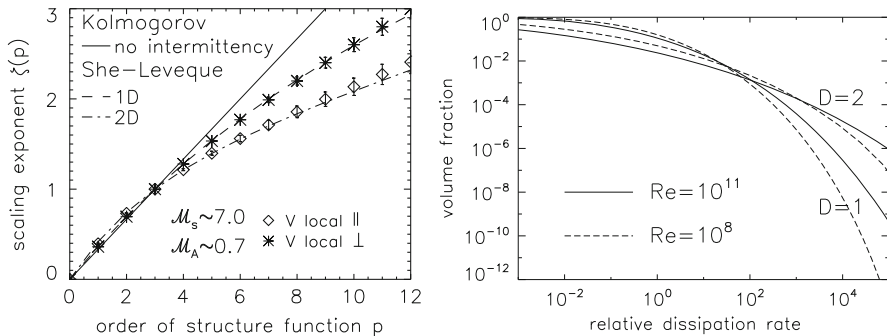 Kolmogorov
no intermittency
She-Leveque
1D
2D
ℳs~7.0
ℳA~0.7
V local ∥
V local ⊥
scaling exponent ζ(p)
3
2
1
0
0 2 4 6 8 10 12
order of structure function p
volume fraction
10^0
10^-2
10^-4
10^-6
10^-8
10^-10
10^-12
D=2
D=1
Re=10^11
Re=10^8
10^-2 10^0 10^2 10^4
relative dissipation rate